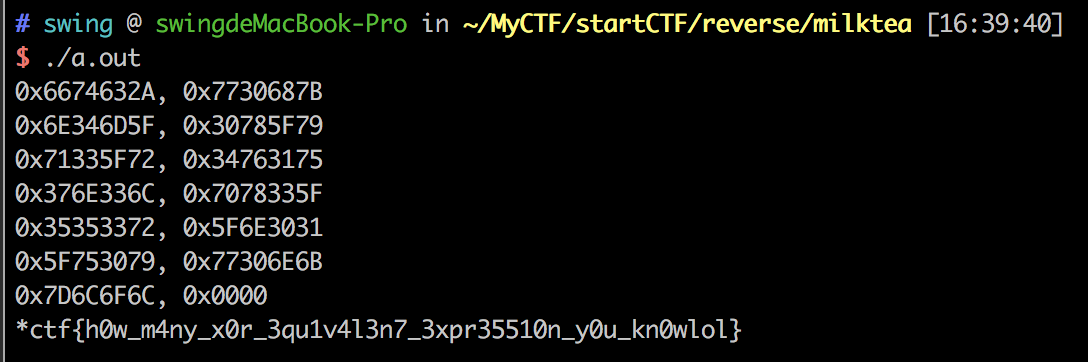 # swing @ swingdeMacBook-Pro in ~/MyCTF/startCTF/reverse/milktea [16:39:40]
$ ./a.out
0x6674632A, 0x7730687B
0x6E346D5F, 0x30785F79
0x71335F72, 0x34763175
0x376E336C, 0x7078335F
0x35353372, 0x5F6E3031
0x5F753079, 0x77306E6B
0x7D6C6F6C, 0x0000
*ctf{h0w_m4ny_x0r_3qu1v4l3n7_3xpr35510n_y0u_kn0wlol}